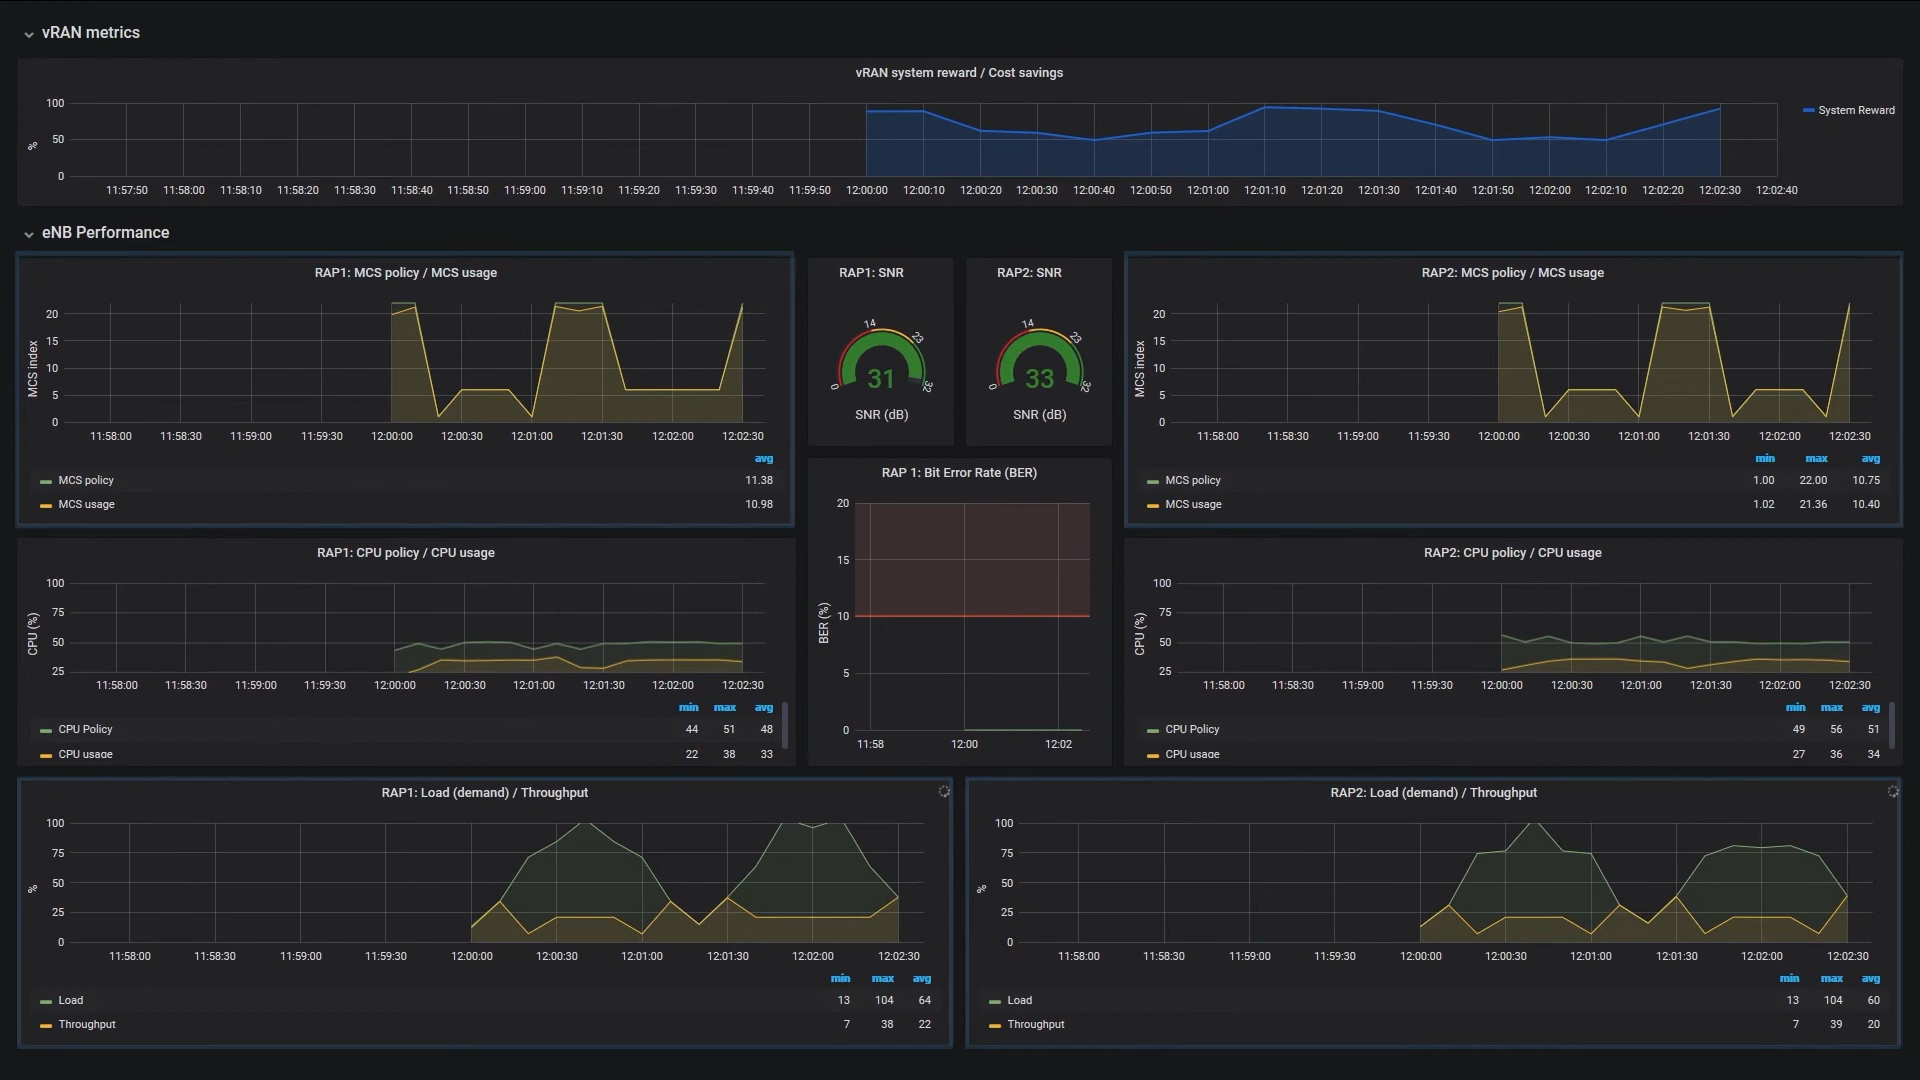 vRAN metrics
vRAN system reward / Cost savings
100
50
0
%
System Reward
11:57:50 11:58:00 11:58:10 11:58:20 11:58:30 11:58:40 11:58:50 11:59:00 11:59:10 11:59:20 11:59:30 11:59:40 11:59:50 12:00:00 12:00:10 12:00:20 12:00:30 12:00:40 12:00:50 12:01:00 12:01:10 12:01:20 12:01:30 12:01:40 12:01:50 12:02:00 12:02:10 12:02:20 12:02:30 12:02:40
eNB Performance
RAP1: MCS policy / MCS usage
MCS index
20
15
10
5
0
11:58:00 11:58:30 11:59:00 11:59:30 12:00:00 12:00:30 12:01:00 12:01:30 12:02:00 12:02:30
avg
MCS policy 11.38
MCS usage 10.98
RAP1: SNR
0 14 23 32
31
SNR (dB)
RAP2: SNR
0 14 23 32
33
SNR (dB)
RAP2: MCS policy / MCS usage
MCS index
20
15
10
5
0
11:58:00 11:58:30 11:59:00 11:59:30 12:00:00 12:00:30 12:01:00 12:01:30 12:02:00 12:02:30
min max avg
MCS policy 1.00 22.00 10.75
MCS usage 1.02 21.36 10.40
RAP1: CPU policy / CPU usage
CPU (%)
100
75
50
25
11:58:00 11:58:30 11:59:00 11:59:30 12:00:00 12:00:30 12:01:00 12:01:30 12:02:00 12:02:30
min max avg
CPU Policy 44 51 48
CPU usage 22 38 33
RAP 1: Bit Error Rate (BER)
BER (%)
20
15
10
5
0
11:58 12:00 12:02
RAP2: CPU policy / CPU usage
CPU (%)
100
75
50
25
11:58:00 11:58:30 11:59:00 11:59:30 12:00:00 12:00:30 12:01:00 12:01:30 12:02:00 12:02:30
min max avg
CPU Policy 49 56 51
CPU usage 27 36 34
RAP1: Load (demand) / Throughput
%
100
75
50
25
0
11:58:00 11:58:30 11:59:00 11:59:30 12:00:00 12:00:30 12:01:00 12:01:30 12:02:00 12:02:30
min max avg
Load 13 104 64
Throughput 7 38 22
RAP2: Load (demand) / Throughput
%
100
75
50
25
0
11:58:00 11:58:30 11:59:00 11:59:30 12:00:00 12:00:30 12:01:00 12:01:30 12:02:00 12:02:30
min max avg
Load 13 104 60
Throughput 7 39 20